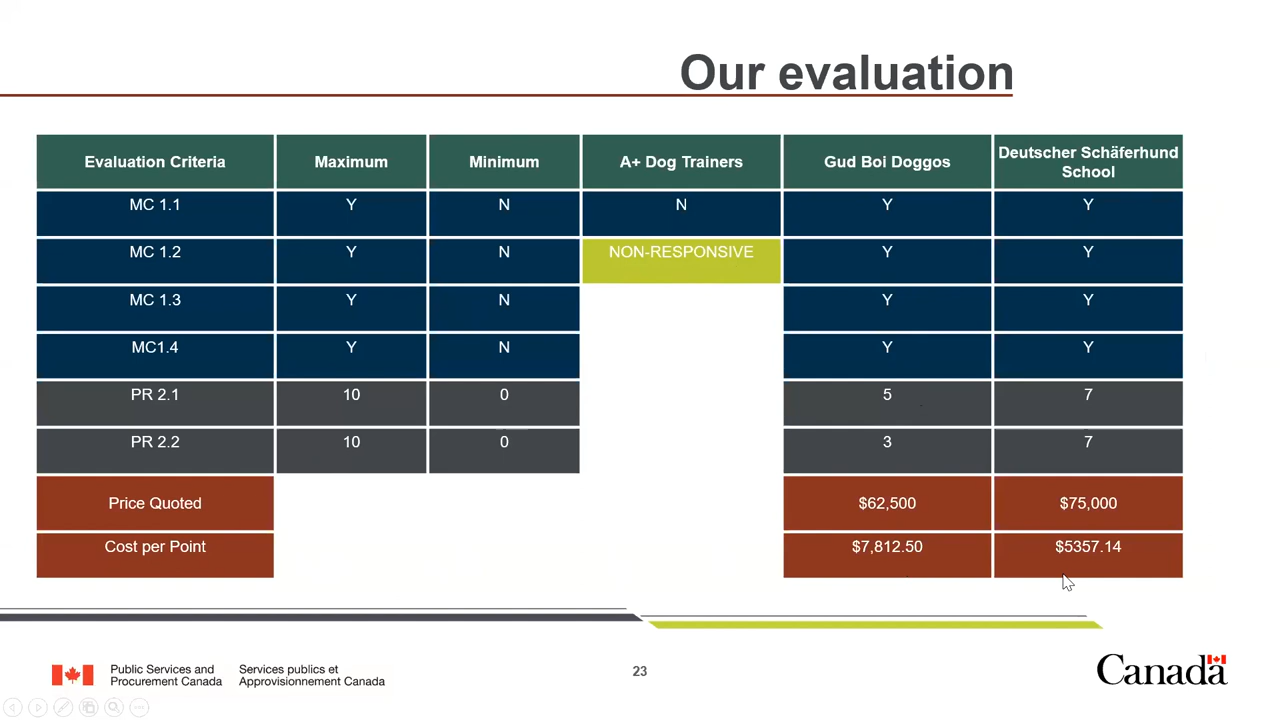 Our evaluation
Evaluation Criteria Maximum Minimum A+ Dog Trainers Gud Boi Doggos Deutscher Schäferhund School
MC 1.1 Y N N Y Y
MC 1.2 Y N NON-RESPONSIVE Y Y
MC 1.3 Y N Y Y
MC1.4 Y N Y Y
PR 2.1 10 0 5 7
PR 2.2 10 0 3 7
Price Quoted $62,500 $75,000
Cost per Point $7,812.50 $5357.14
Public Services and Procurement Canada
Services publics et Approvisionnement Canada
23
Canada